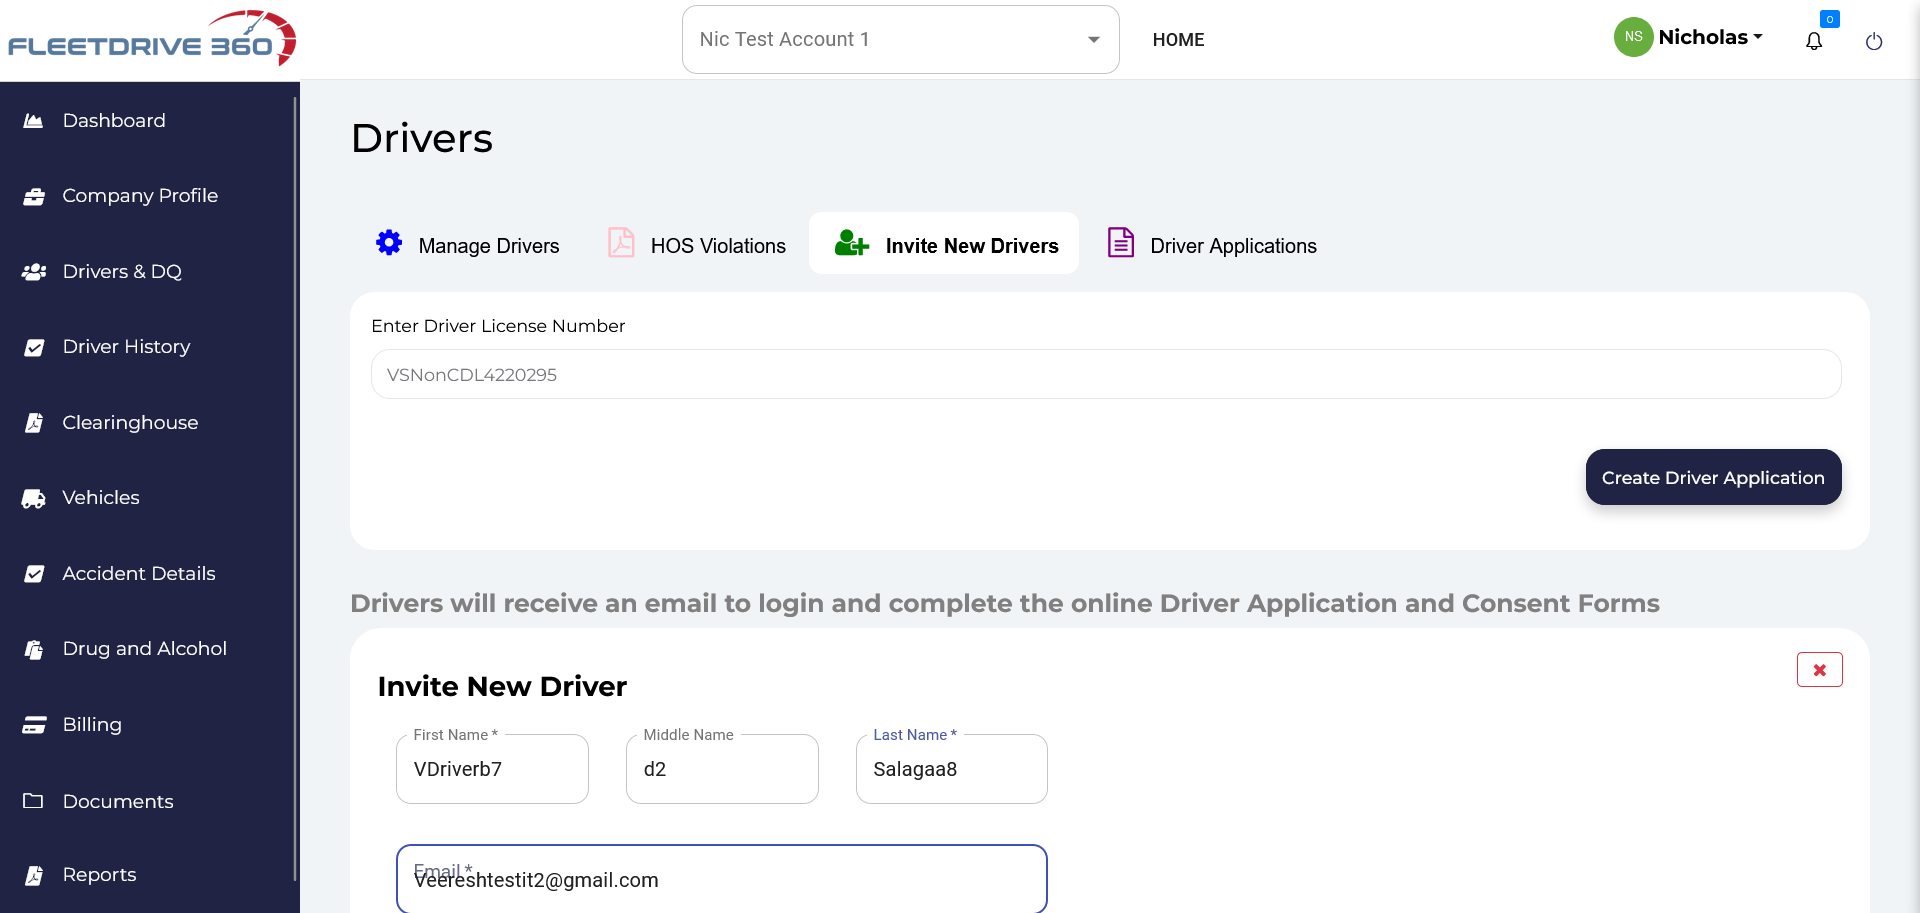 FLEETDRIVE 360
Nic Test Account 1
HOME
NS
Nicholas
0
Dashboard
Company Profile
Drivers & DQ
Driver History
Clearinghouse
Vehicles
Accident Details
Drug and Alcohol
Billing
Documents
Reports
Drivers
Manage Drivers
HOS Violations
Invite New Drivers
Driver Applications
Enter Driver License Number
VSNonCDL4220295
Create Driver Application
Drivers will receive an email to login and complete the online Driver Application and Consent Forms
Invite New Driver
First Name *
VDriverb7
Middle Name
d2
Last Name *
Salagaa8
Email *
Veereshtestit2@gmail.com